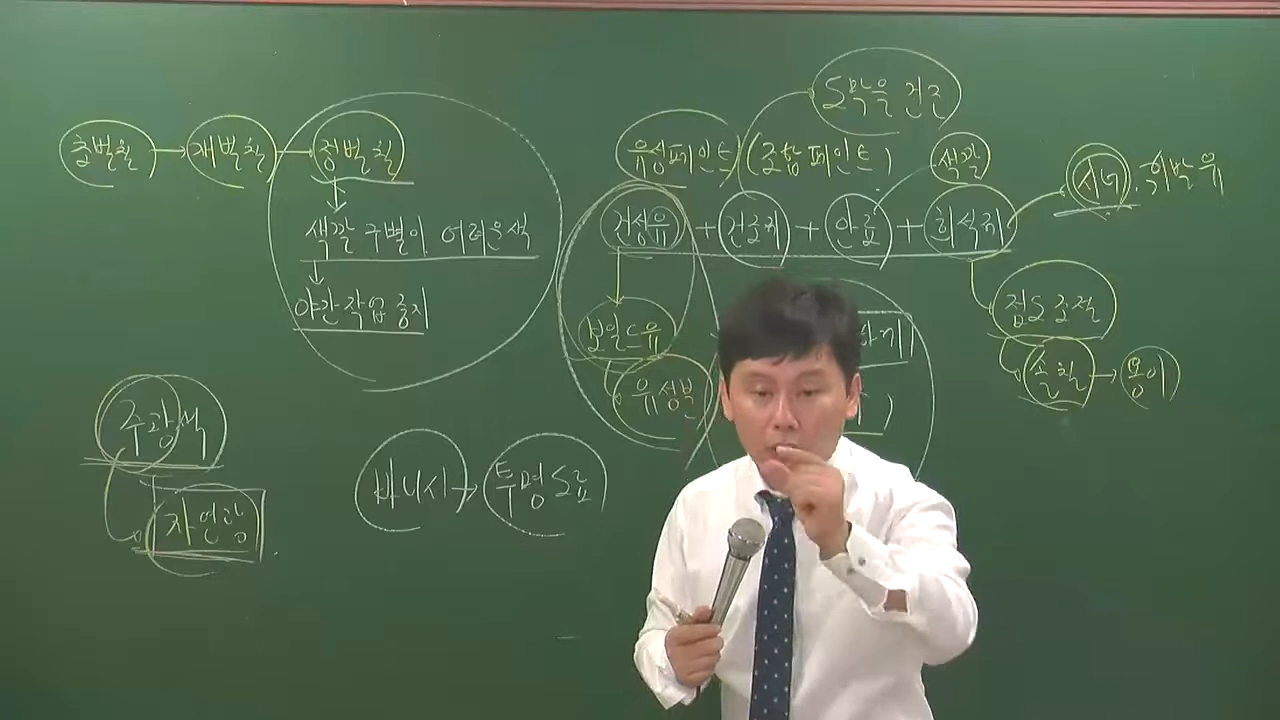 초벌칠 → 재벌칠 → 정벌칠
색깔 구별이 어려운 색
야간작업 중지
주광색
자연광
바니시 → 투명도료
도막을 건조
유성페인트 (조합페인트)
색깔
건성유 + 건조제 + 안료 + 희석제
시너. 휘발유
보일드유
유성바
점도 조절
솔칠 → 용이